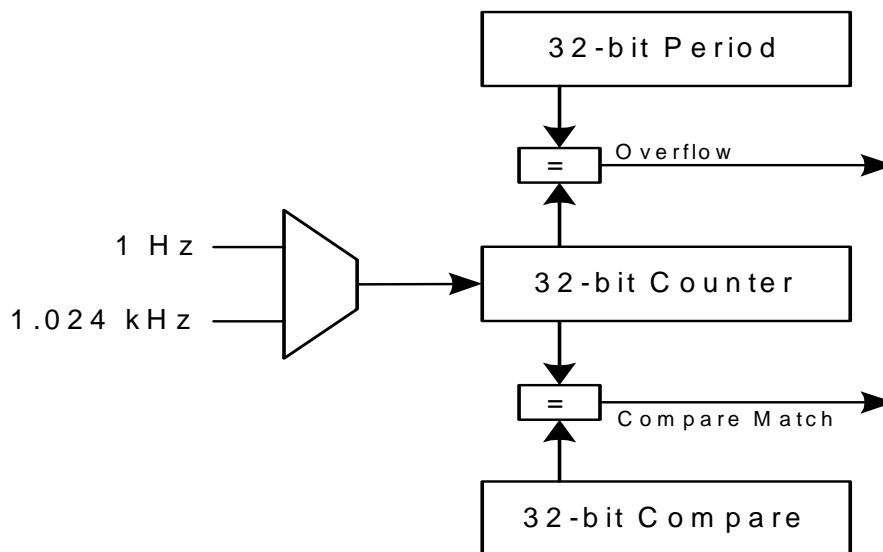 32-bit Period
=
Overflow
1 Hz
32-bit Counter
1.024 kHz
=
Compare Match
32-bit Compare